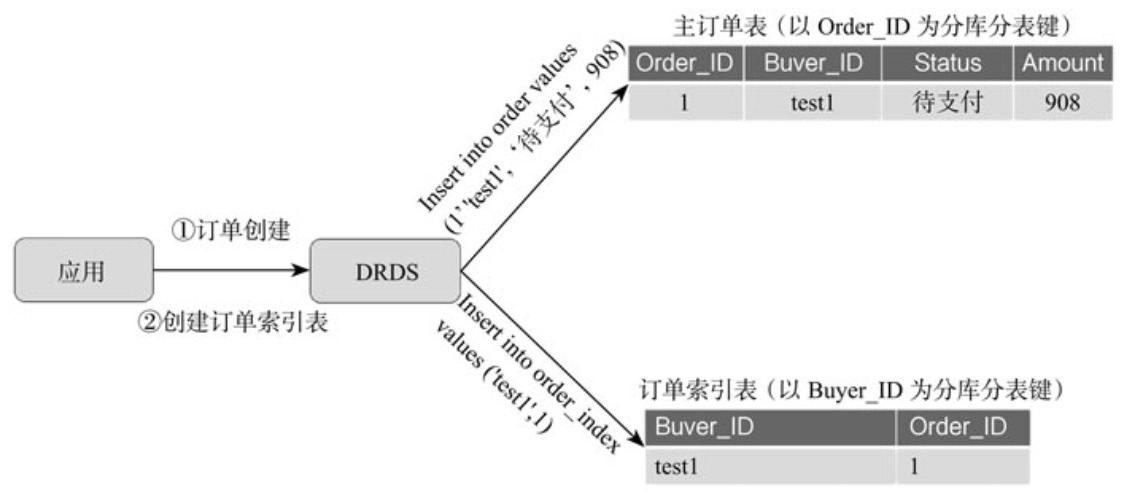 主订单表（以 Order_ID 为分库分表键）
Order_ID Buver_ID Status Amount
1 test1 待支付 908
Insert into order values
(1’'test1', ‘待支付’, 908)
①订单创建
应用
DRDS
②创建订单索引表
Insert into order_index
values ('test1',1)
订单索引表（以 Buyer_ID 为分库分表键）
Buver_ID Order_ID
test1 1